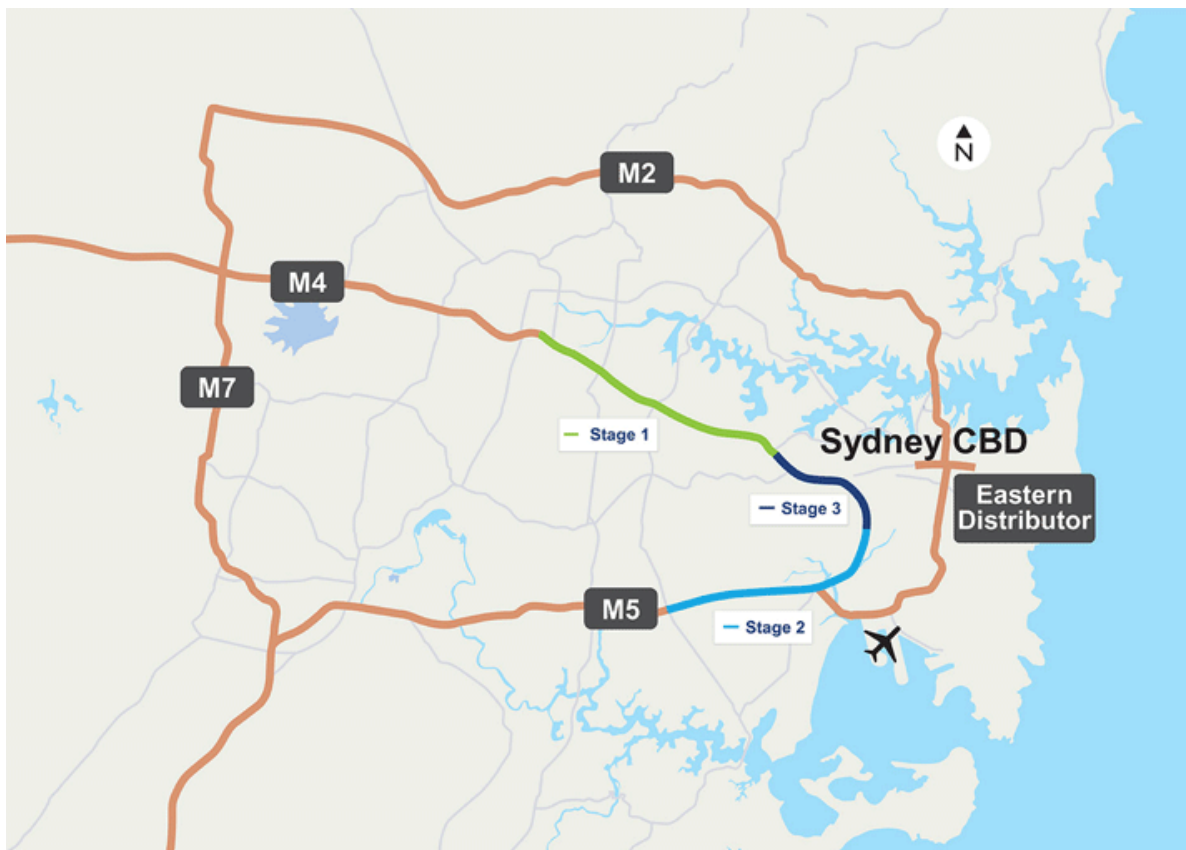 N
M2
M4
M7
Stage 1
Sydney CBD
Eastern
Distributor
Stage 3
M5
Stage 2